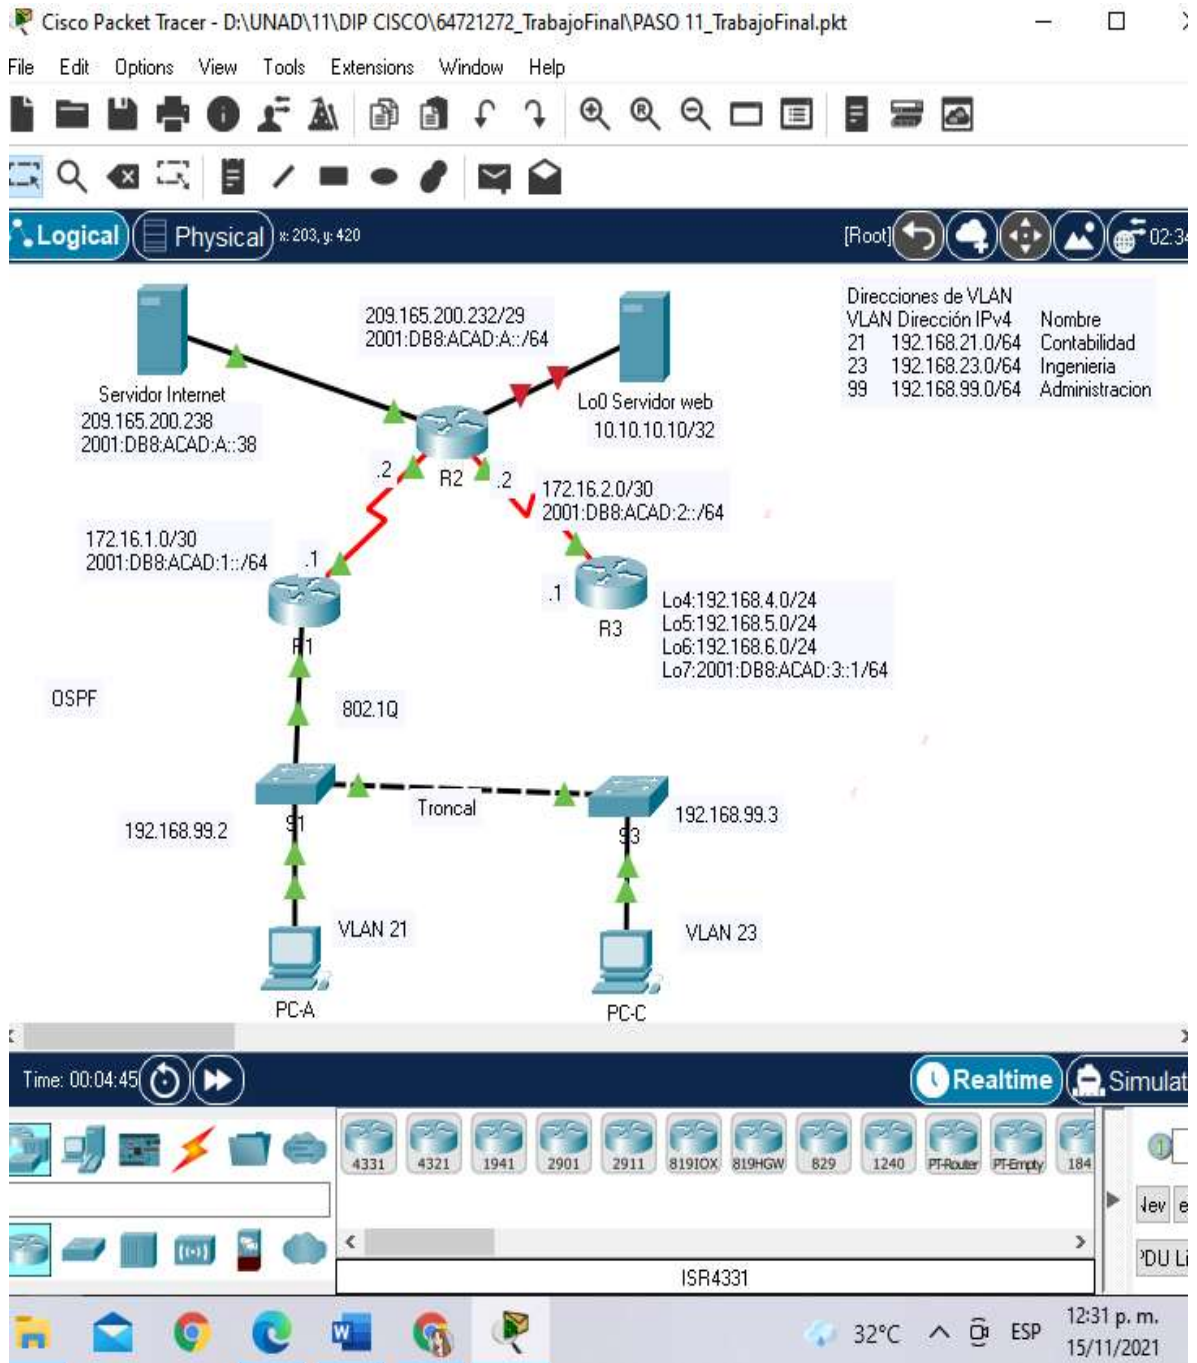 Cisco Packet Tracer - D:\UNAD\11\DIP CISCO\64721272_TrabajoFinal\PASO 11_TrabajoFinal.pkt
File Edit Options View Tools Extensions Window Help
Logical Physical x: 203, y: 420 [Root] 02:34
Direcciones de VLAN
VLAN Dirección IPv4 Nombre
21 192.168.21.0/64 Contabilidad
23 192.168.23.0/64 Ingenieria
99 192.168.99.0/64 Administracion
209.165.200.232/29
2001:DB8:ACAD:A::/64
Servidor Internet
209.165.200.238
2001:DB8:ACAD:A::38
Lo0 Servidor web
10.10.10.10/32
.2
R2
.2
172.16.2.0/30
2001:DB8:ACAD:2::/64
172.16.1.0/30
2001:DB8:ACAD:1::/64
.1
R1
.1
R3
Lo4:192.168.4.0/24
Lo5:192.168.5.0/24
Lo6:192.168.6.0/24
Lo7:2001:DB8:ACAD:3::1/64
OSPF
802.1Q
Troncal
192.168.99.2
S1
192.168.99.3
S3
VLAN 21
VLAN 23
PC-A
PC-C
Time: 00:04:45 Realtime Simulat
4331 4321 1941 2901 2911 819IOX 819HGW 829 1240 PT-Router PT-Empty 184
ISR4331
PDU Li
32°C ESP 12:31 p. m.
15/11/2021